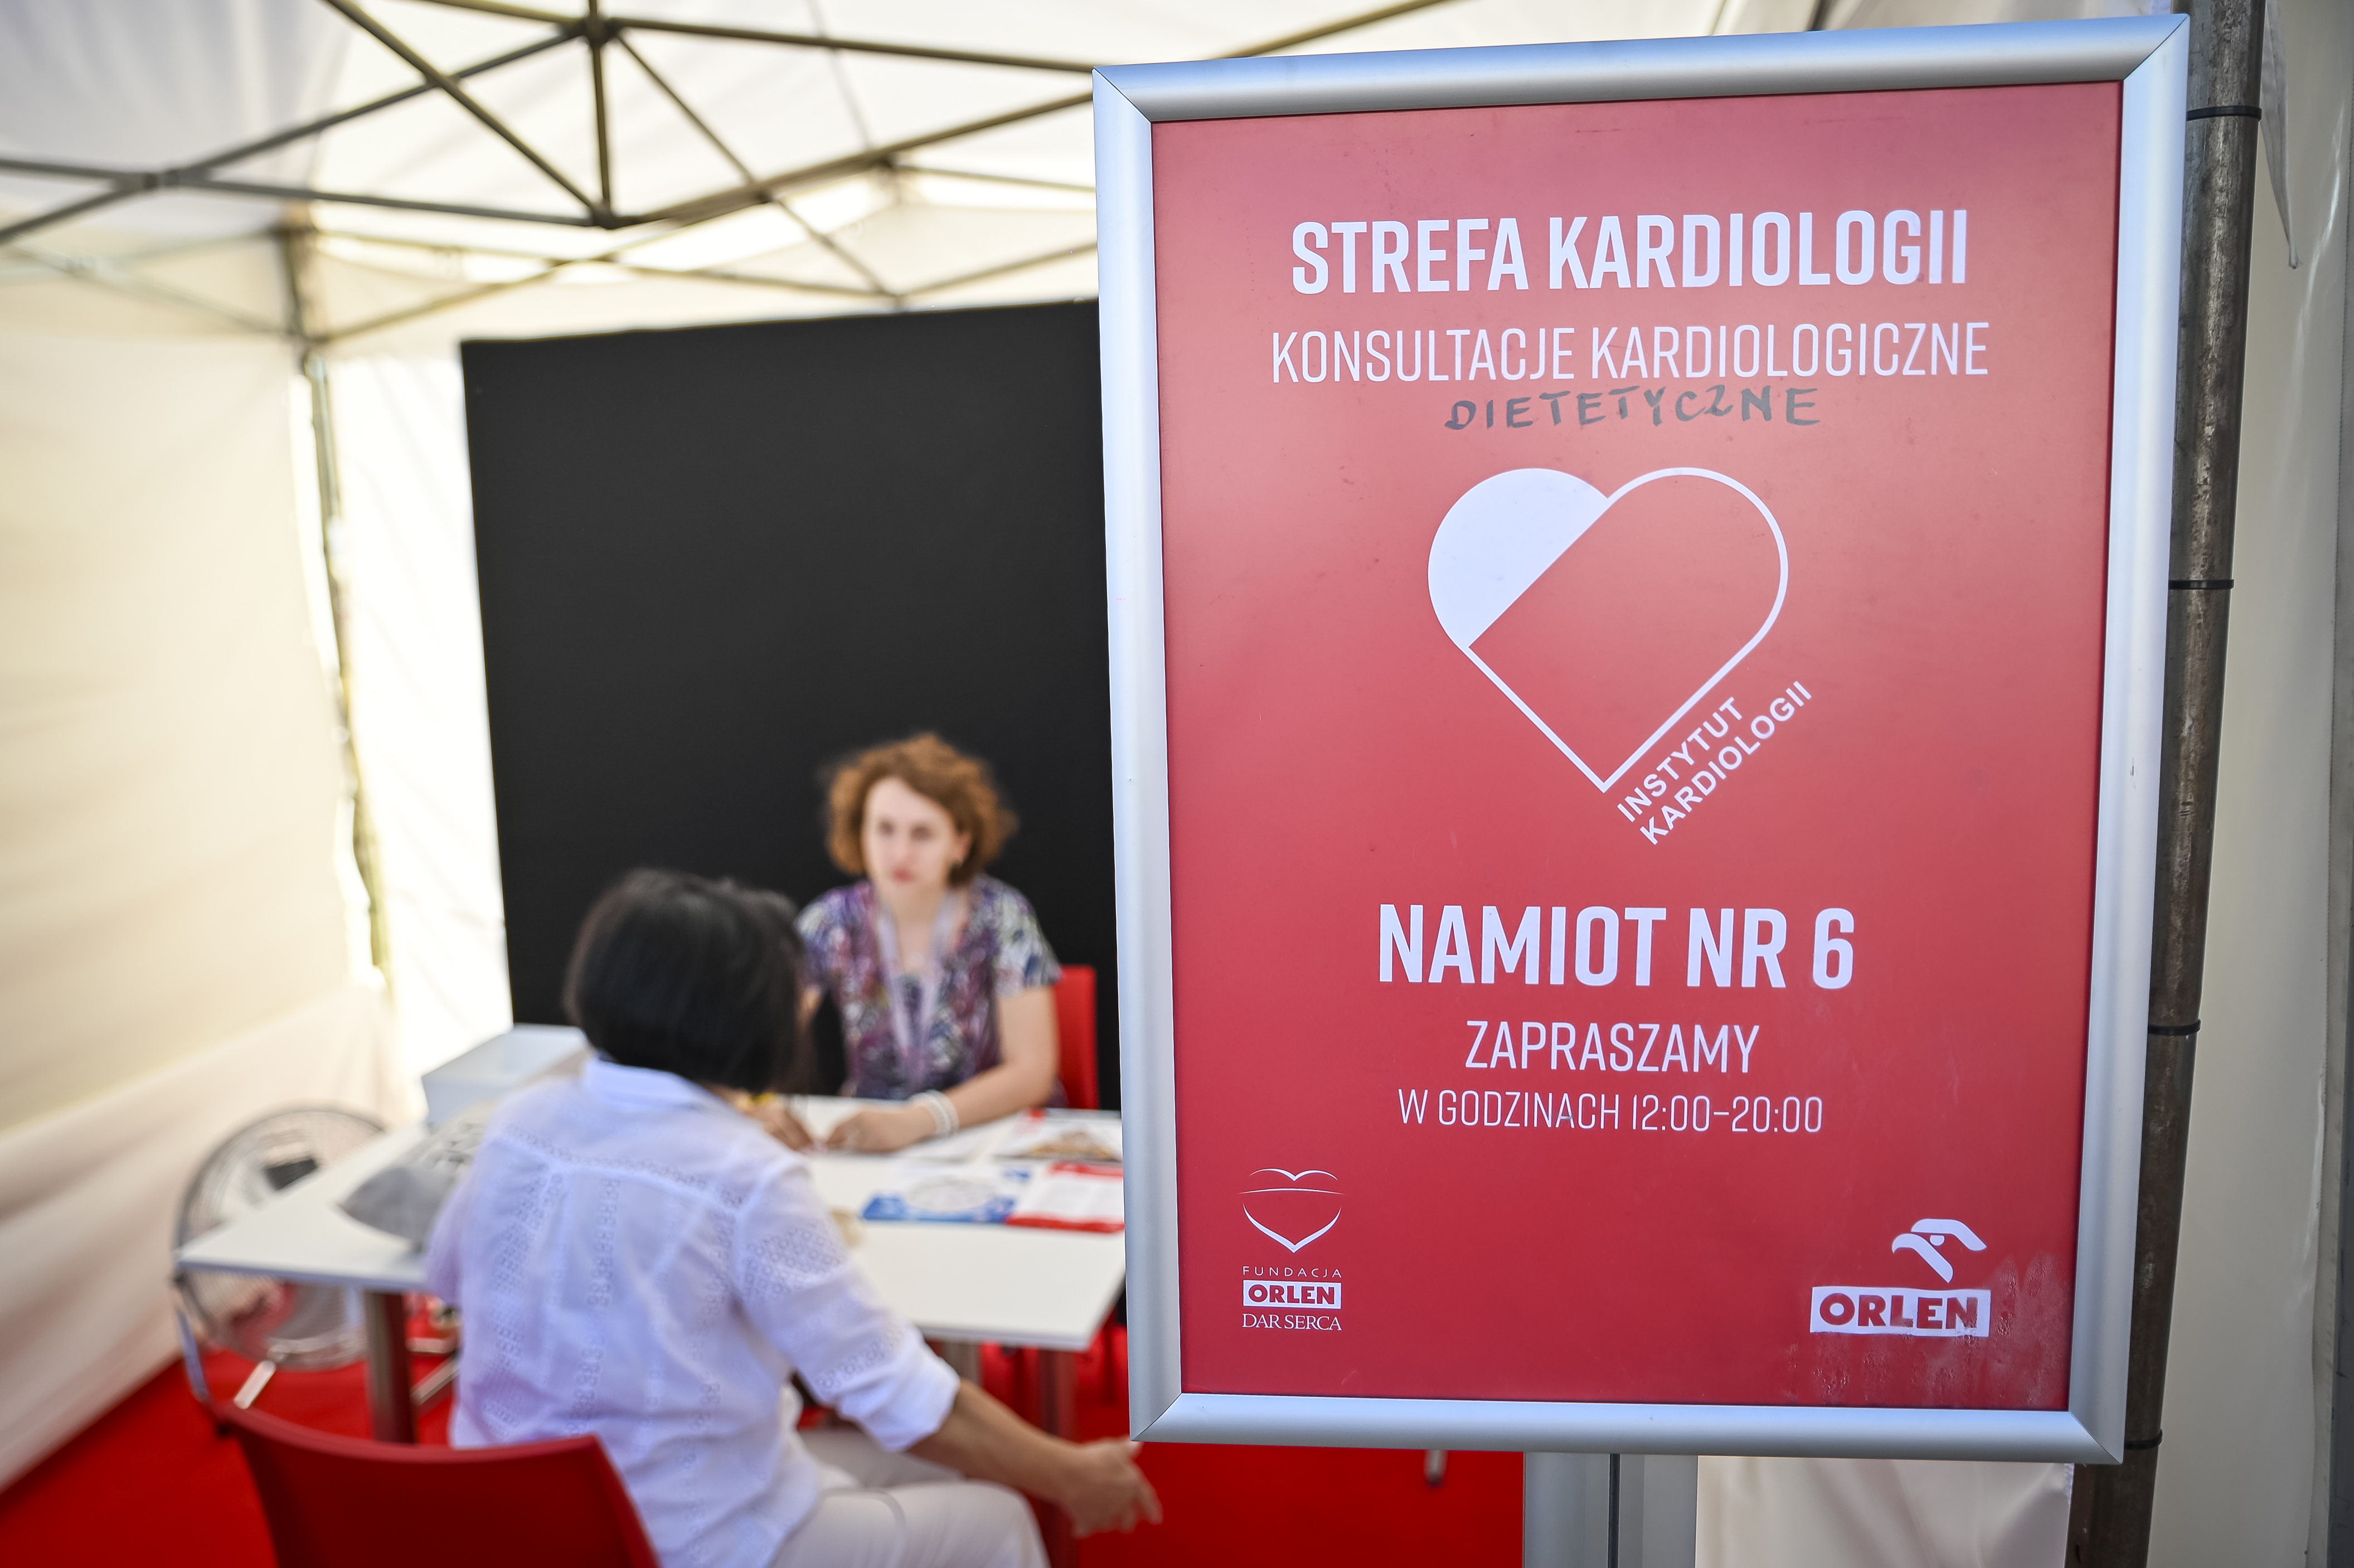 STREFA KARDIOLOGII
KONSULTACJE KARDIOLOGICZNE
DIETETYCZNE
INSTYTUT
KARDIOLOGII
NAMIOT NR 6
ZAPRASZAMY
W GODZINACH 12:00-20:00
FUNDACJA
ORLEN
DAR SERCA
ORLEN